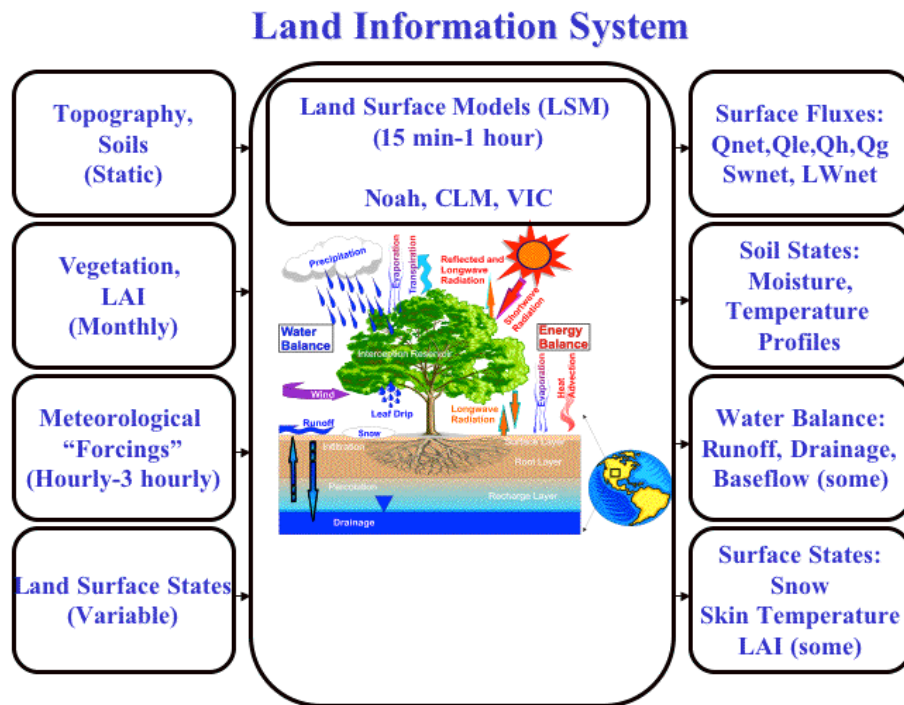 Land Information System
Topography,
Soils
(Static)
Vegetation,
LAI
(Monthly)
Meteorological
“Forcings”
(Hourly-3 hourly)
Land Surface States
(Variable)
Land Surface Models (LSM)
(15 min-1 hour)
Noah, CLM, VIC
Precipitation
Evaporation
Transpiration
Reflected and
Longwave
Radiation
Shortwave
Radiation
Water
Balance
Energy
Balance
Interception Reservoir
Wind
Leaf Drip
Longwave
Radiation
Evaporation
Heat
Advection
Runoff
Snow
Infiltration
Surface Layer
Root Layer
Percolation
Recharge Layer
Drainage
Surface Fluxes:
Qnet,Qle,Qh,Qg
Swnet, LWnet
Soil States:
Moisture,
Temperature
Profiles
Water Balance:
Runoff, Drainage,
Baseflow (some)
Surface States:
Snow
Skin Temperature
LAI (some)